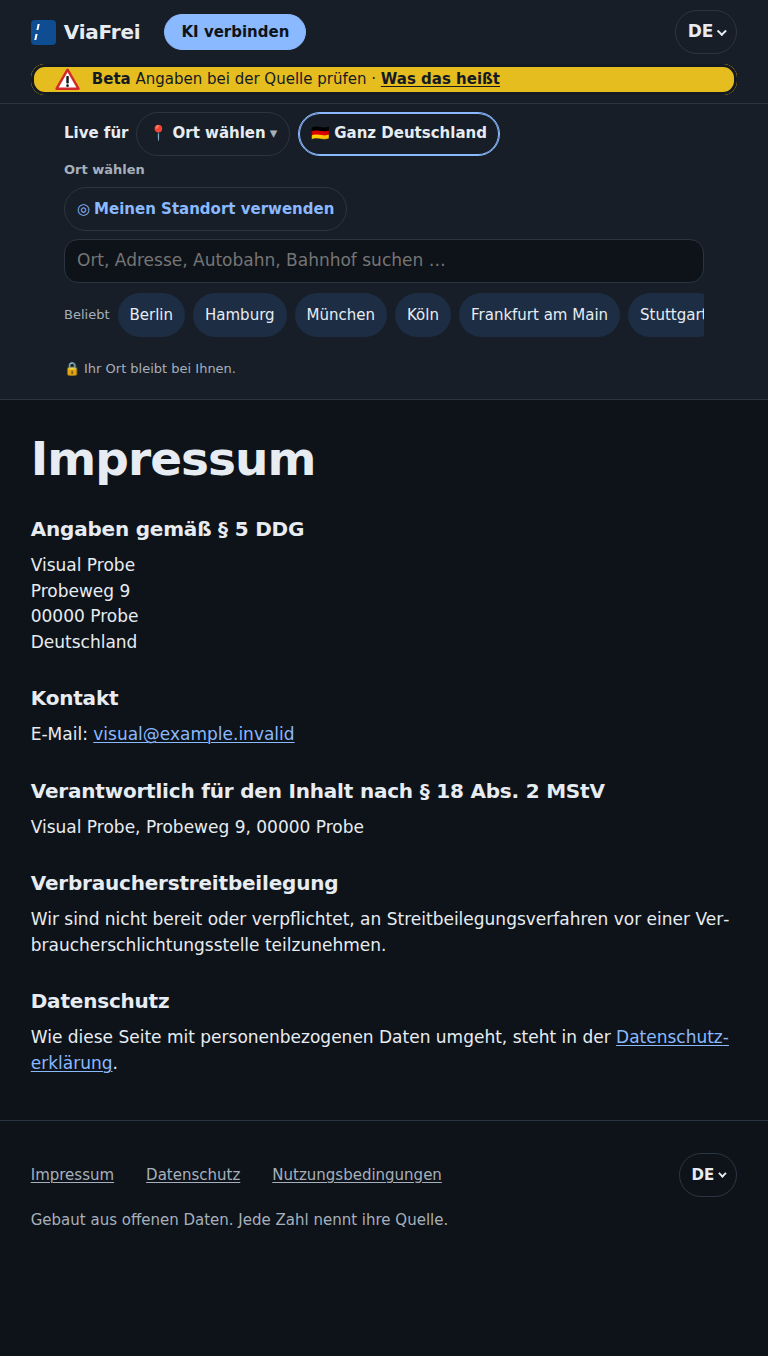 ViaFrei
KI verbinden
DE
Beta Angaben bei der Quelle prüfen · Was das heißt
Live für
📍 Ort wählen ▾
🇩🇪 Ganz Deutschland
Ort wählen
◎ Meinen Standort verwenden
Ort, Adresse, Autobahn, Bahnhof suchen …
Beliebt
Berlin
Hamburg
München
Köln
Frankfurt am Main
Stuttgart
🔒 Ihr Ort bleibt bei Ihnen.
Impressum
Angaben gemäß § 5 DDG
Visual Probe
Probeweg 9
00000 Probe
Deutschland
Kontakt
E-Mail: visual@example.invalid
Verantwortlich für den Inhalt nach § 18 Abs. 2 MStV
Visual Probe, Probeweg 9, 00000 Probe
Verbraucherstreitbeilegung
Wir sind nicht bereit oder verpflichtet, an Streitbeilegungsverfahren vor einer Ver-
braucherschlichtungsstelle teilzunehmen.
Datenschutz
Wie diese Seite mit personenbezogenen Daten umgeht, steht in der Datenschutz-
erklärung.
Impressum
Datenschutz
Nutzungsbedingungen
DE
Gebaut aus offenen Daten. Jede Zahl nennt ihre Quelle.